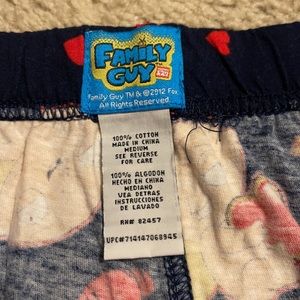 FAMILY
GUY
Family Guy TM & ©2012 Fox.
All Rights Reserved.
100% COTTON
MADE IN CHINA
MEDIUM
SEE REVERSE
FOR CARE
100% ALGODON
HECHO EN CHINA
MEDIANO
VEA DETRAS
INSTRUCCIONES
DE LAVADO
RN# 82457
UPC#714147068945